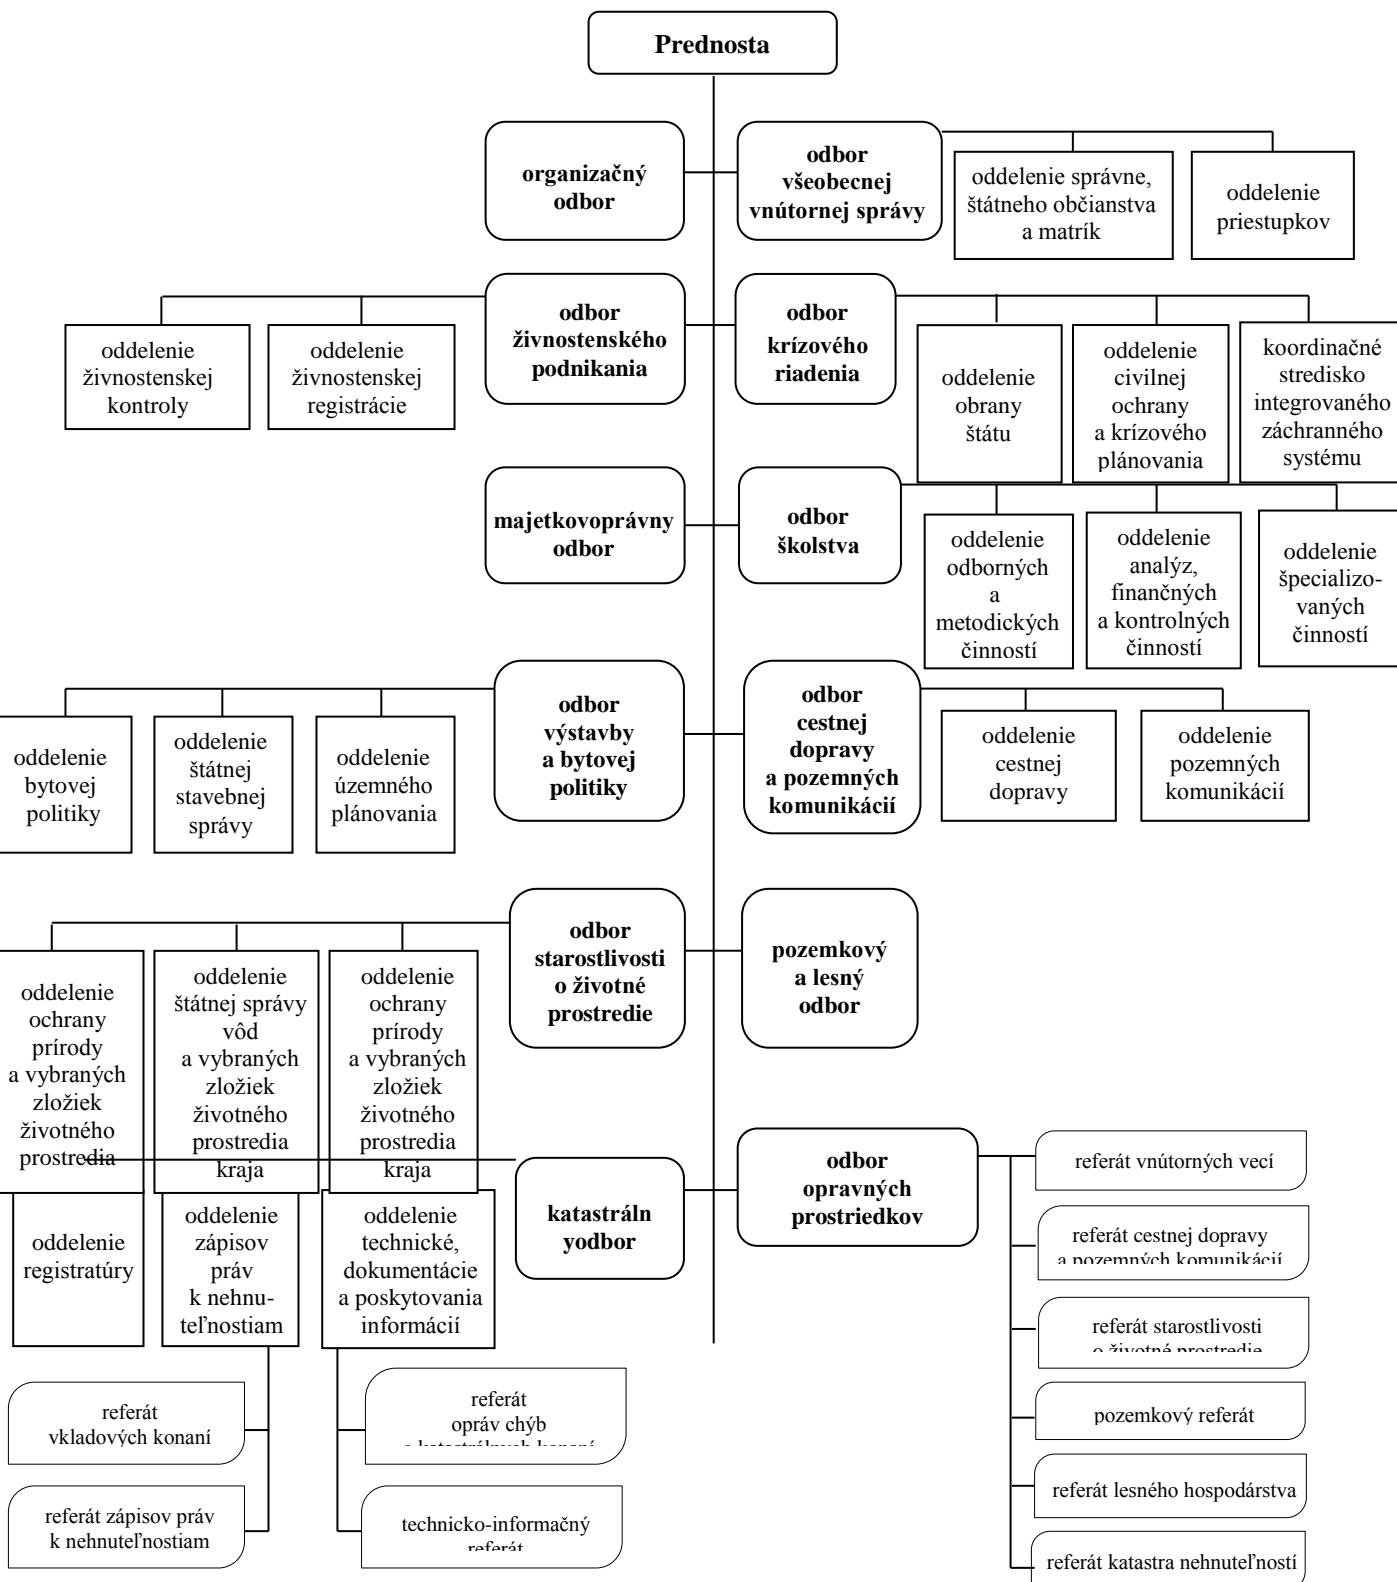 Prednosta
organizačný
odbor
odbor
všeobecnej
vnútornej správy
oddelenie správne,
štátneho občianstva
a matrík
oddelenie
priestupkov
oddelenie
živnostenskej
kontroly
oddelenie
živnostenskej
registrácie
odbor
živnostenského
podnikania
odbor
krízového
riadenia
oddelenie
obrany
štátu
oddelenie
civilnej
ochrany
a krízového
plánovania
koordinačné
stredisko
integrovaného
záchranného
systému
majetkovoprávny
odbor
odbor
školstva
oddelenie
odborných
a
metodických
činností
oddelenie
analýz,
finančných
a kontrolných
činností
oddelenie
špecializo-
vaných
činností
oddelenie
bytovej
politiky
oddelenie
štátnej
stavebnej
správy
oddelenie
územného
plánovania
odbor
výstavby
a bytovej
politiky
odbor
cestnej
dopravy
a pozemných
komunikácií
oddelenie
cestnej
dopravy
oddelenie
pozemných
komunikácií
oddelenie
ochrany
prírody
a vybraných
zložiek
životného
prostredia
oddelenie
štátnej správy
vôd
a vybraných
zložiek
životného
prostredia
kraja
oddelenie
ochrany
prírody
a vybraných
zložiek
životného
prostredia
kraja
odbor
starostlivosti
o životné
prostredie
pozemkový
a lesný
odbor
oddelenie
registratúry
oddelenie
zápisov
práv
k nehnu-
teľnostiam
oddelenie
technické,
dokumentácie
a poskytovania
informácií
katastráln
yodbor
odbor
opravných
prostriedkov
referát vnútorných vecí
referát cestnej dopravy
a pozemných komunikácií
referát starostlivosti
o životné prostredie
pozemkový referát
referát lesného hospodárstva
referát katastra nehnuteľností
referát
vkladových konaní
referát zápisov práv
k nehnuteľnostiam
referát
opráv chýb
a katastrálnych konaní
technicko-informačný
referát